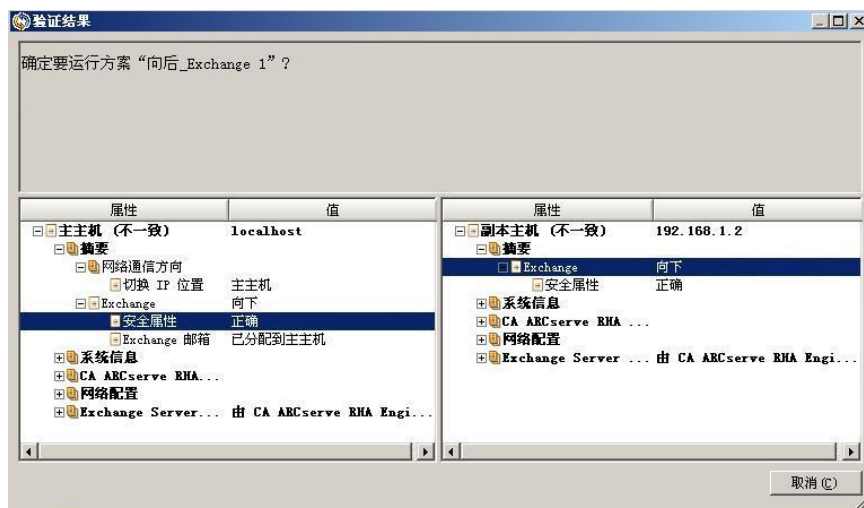 验证结果
确定要运行方案“向后_Exchange 1”?
属性 值
主主机 (不一致) localhost
摘要
网络通信方向
切换 IP 位置 主主机
Exchange 向下
安全属性 正确
Exchange 邮箱 已分配到主主机
系统信息
CA ARCserve RHA...
网络配置
Exchange Server... 由 CA ARCserve RHA Engi...
属性 值
副本主机 (不一致) 192.168.1.2
摘要
Exchange 向下
安全属性 正确
系统信息
CA ARCserve RHA ...
网络配置
Exchange Server ... 由 CA ARCserve RHA Engi...
取消(C)